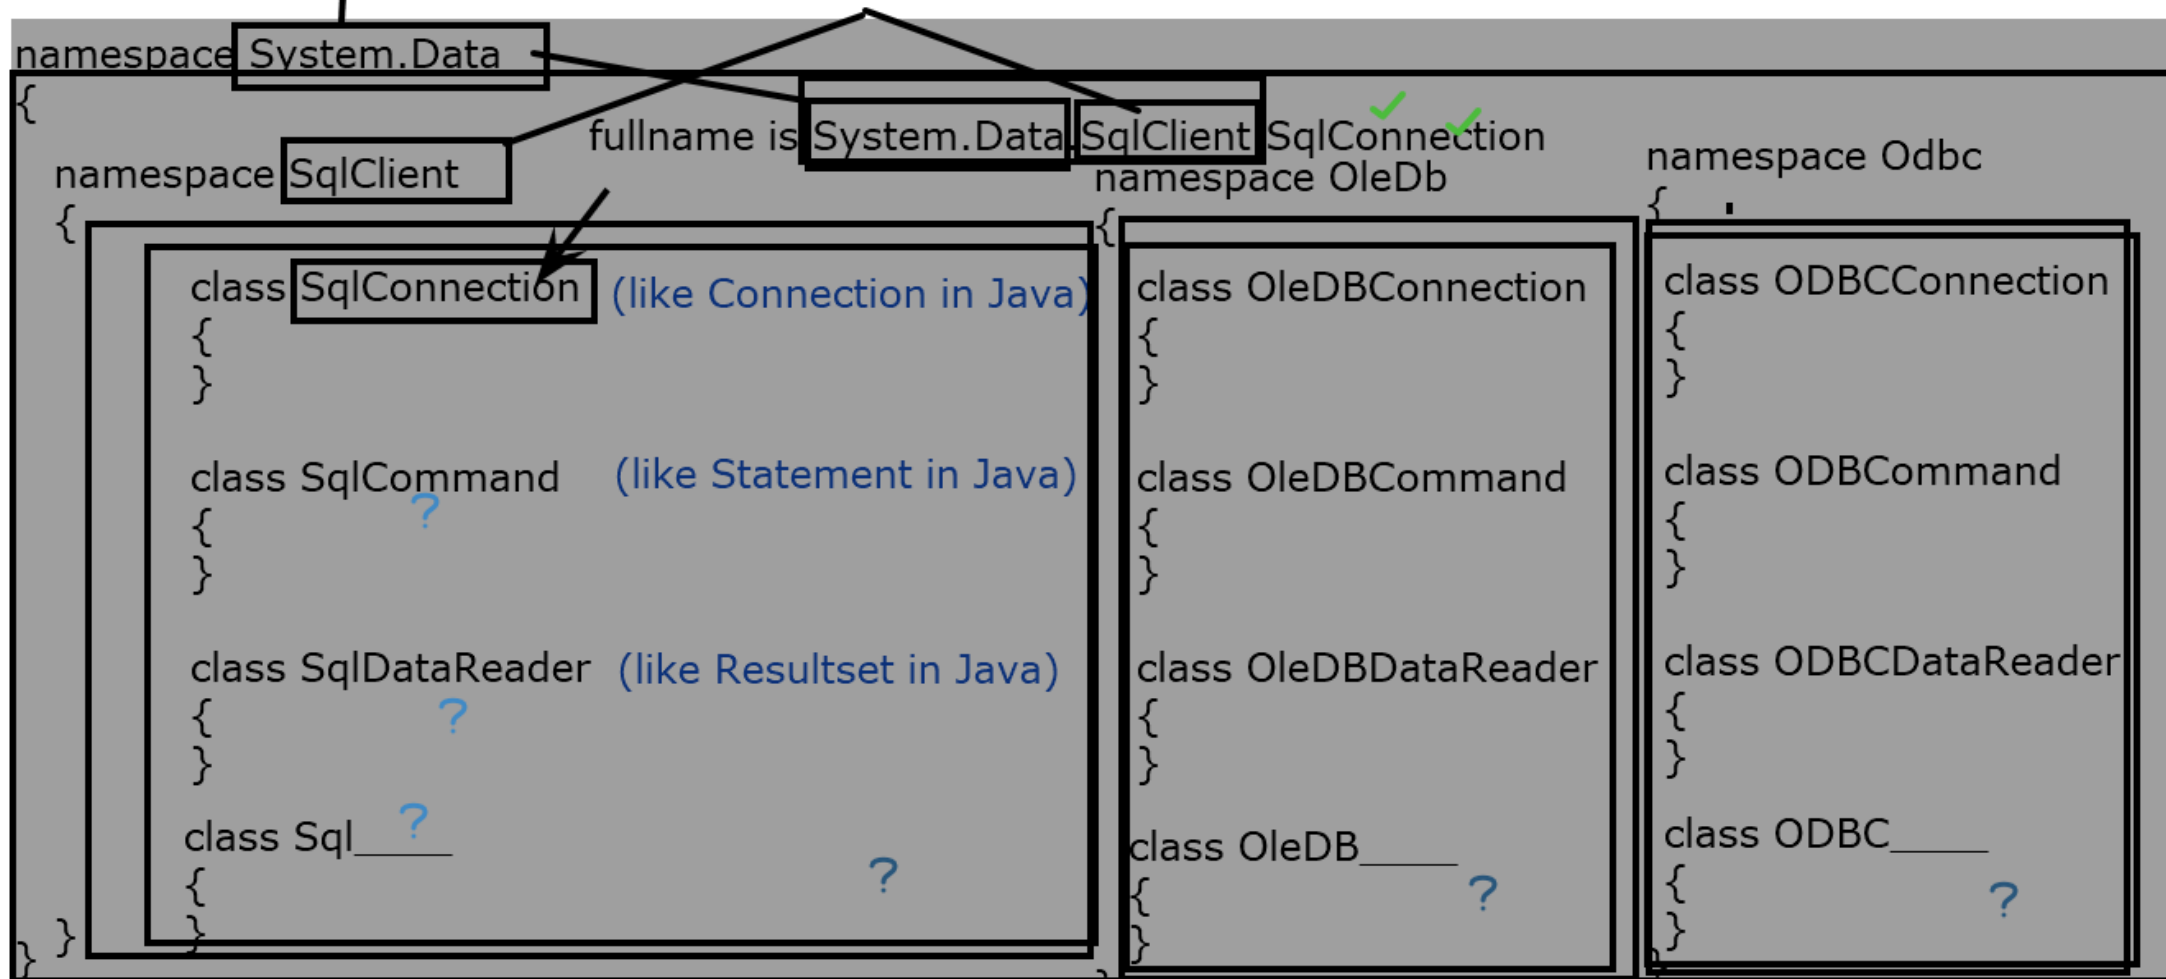 namespace System.Data
{
fullname is System.Data.SqlClient SqlConnection
namespace SqlClient
{
class SqlConnection (like Connection in Java)
{
}
class SqlCommand (like Statement in Java)
?
{
}
class SqlDataReader (like Resultset in Java)
?
{
}
?
class Sql_____
?
{
}
}
}
namespace OleDb
{
class OleDBConnection
{
}
class OleDBCommand
{
}
class OleDBDataReader
{
}
class OleDB_____
?
{
}
}
namespace Odbc
{
class ODBCConnection
{
}
class ODBCommand
{
}
class ODBCDataReader
{
}
class ODBC_____
?
{
}
}